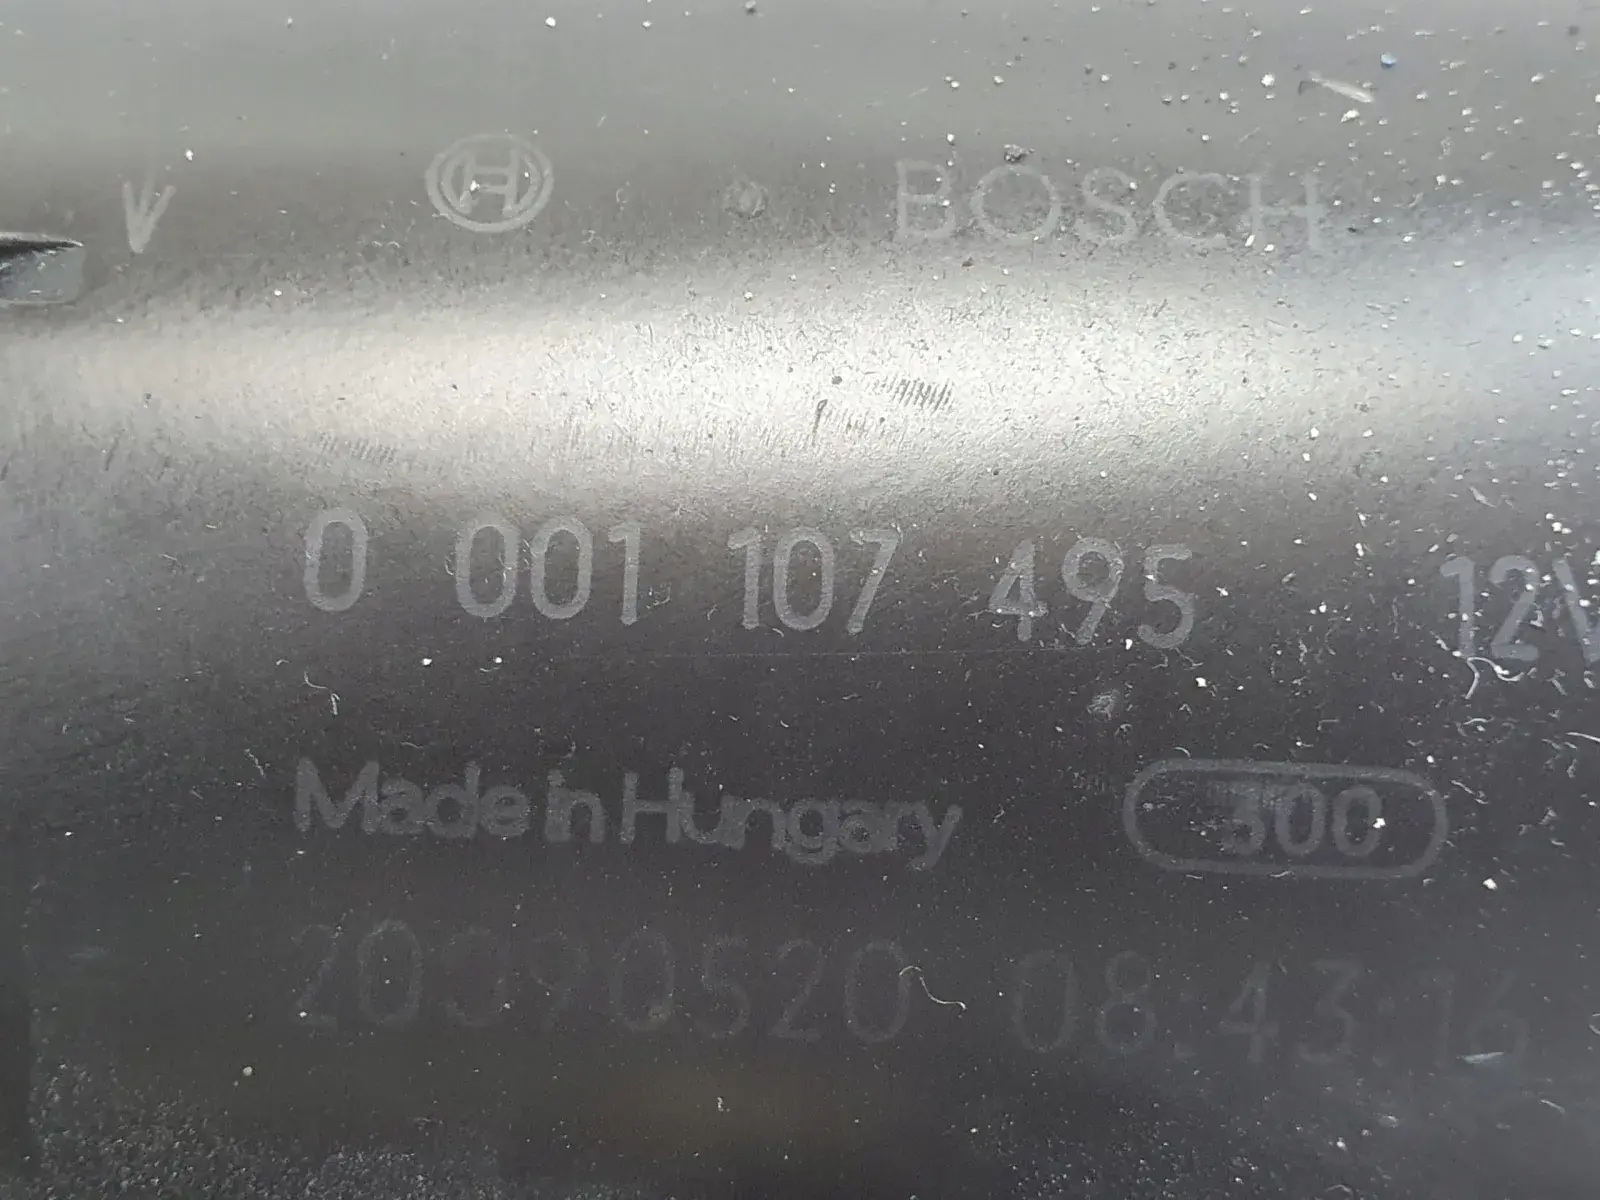 BOSCH
0 001 107 495 12V
Made in Hungary 300
20090520 08:43:16